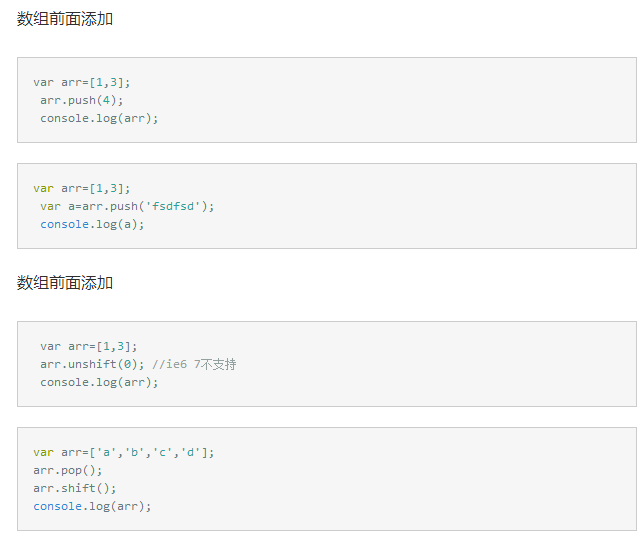 数组前面添加
var arr=[1,3];
arr.push(4);
console.log(arr);
var arr=[1,3];
var a=arr.push('fsdfsd');
console.log(a);
数组前面添加
var arr=[1,3];
arr.unshift(0); //ie6 7不支持
console.log(arr);
var arr=['a','b','c','d'];
arr.pop();
arr.shift();
console.log(arr);